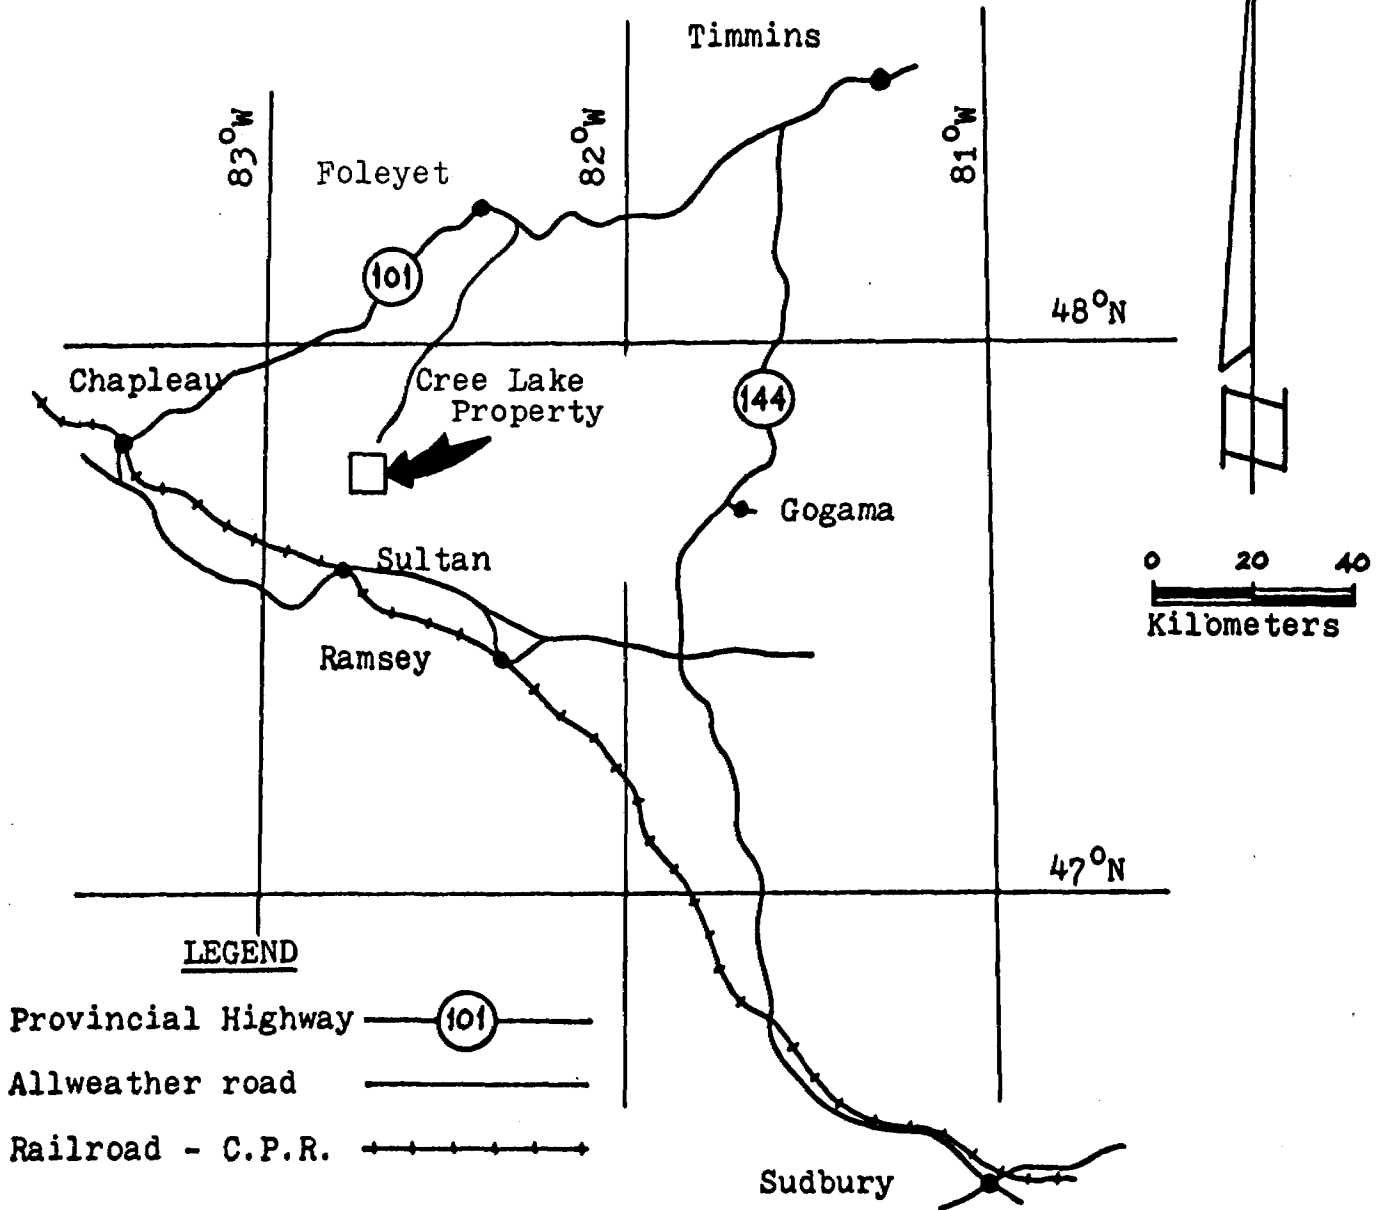 Timmins
83°W
82°W
81°W
Foleyet
101
48°N
Chapleau
Cree Lake
Property
144
Gogama
Sultan
0 20 40
Kilometers
Ramsey
47°N
LEGEND
Provincial Highway 101
Allweather road
Railroad - C.P.R.
Sudbury